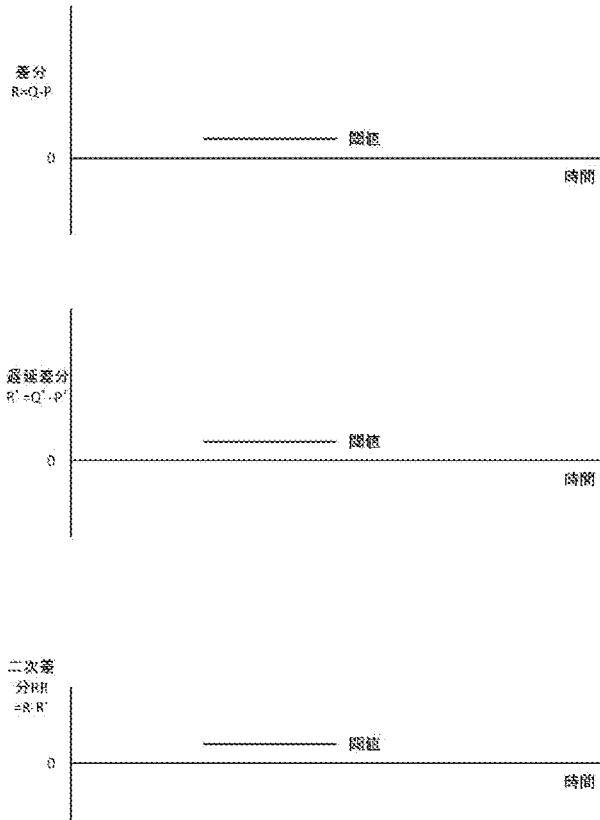 差分
R=Q-P
閾値
0
時間
遅延差分
R'=Q'-P'
閾値
0
時間
二次差
分RR
=R-R'
閾値
0
時間